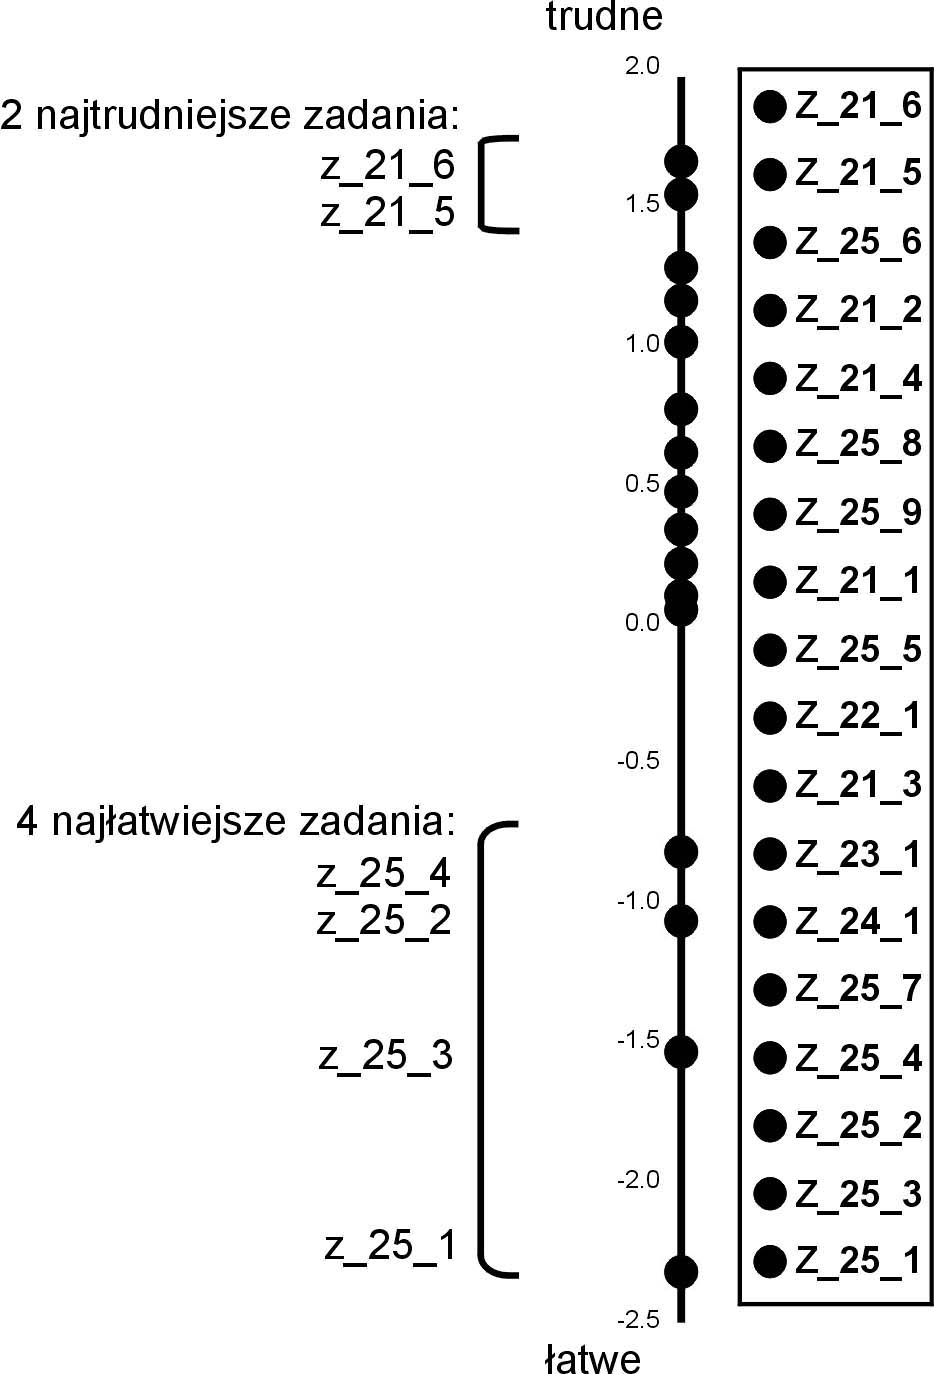 trudne
2 najtrudniejsze zadania:
z_21_6
z_21_5
4 najłatwiejsze zadania:
z_25_4
z_25_2
z_25_3
z_25_1
2.0
1.5
1.0
0.5
0.0
-0.5
-1.0
-1.5
-2.0
-2.5
łatwe
Z_21_6
Z_21_5
Z_25_6
Z_21_2
Z_21_4
Z_25_8
Z_25_9
Z_21_1
Z_25_5
Z_22_1
Z_21_3
Z_23_1
Z_24_1
Z_25_7
Z_25_4
Z_25_2
Z_25_3
Z_25_1